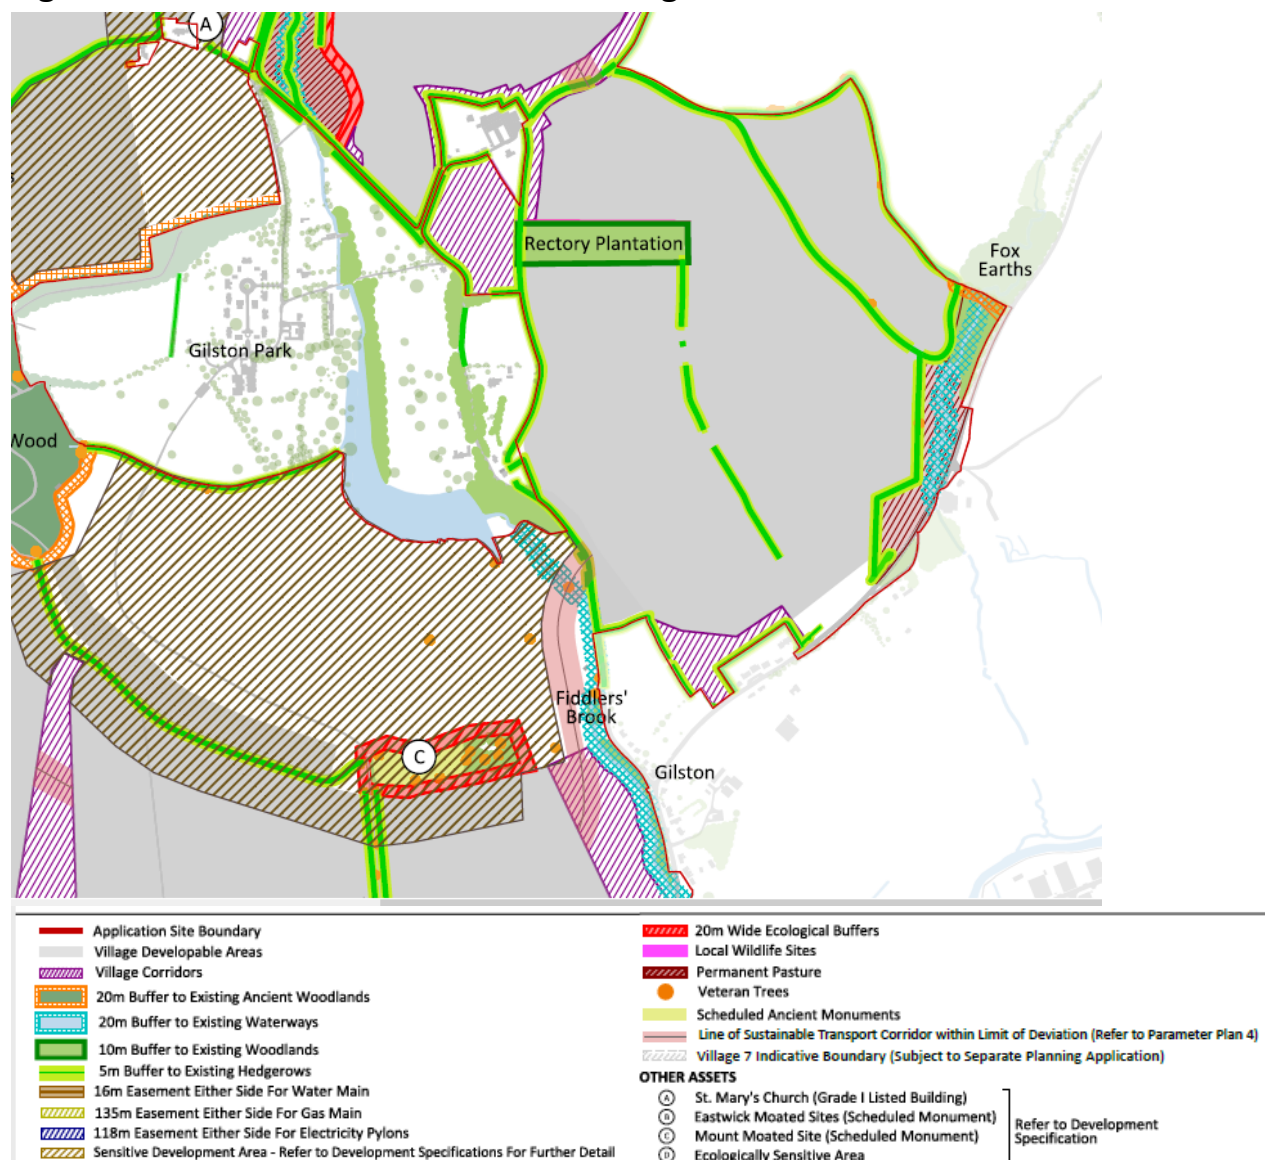 A
Rectory Plantation
Fox
Earths
Gilston Park
Wood
Fiddlers'
Brook
C
Gilston
Application Site Boundary
Village Developable Areas
Village Corridors
20m Buffer to Existing Ancient Woodlands
20m Buffer to Existing Waterways
10m Buffer to Existing Woodlands
5m Buffer to Existing Hedgerows
16m Easement Either Side For Water Main
135m Easement Either Side For Gas Main
118m Easement Either Side For Electricity Pylons
Sensitive Development Area - Refer to Development Specifications For Further Detail
20m Wide Ecological Buffers
Local Wildlife Sites
Permanent Pasture
Veteran Trees
Scheduled Ancient Monuments
Line of Sustainable Transport Corridor within Limit of Deviation (Refer to Parameter Plan 4)
Village 7 Indicative Boundary (Subject to Separate Planning Application)
OTHER ASSETS
A St. Mary's Church (Grade I Listed Building)
B Eastwick Moated Sites (Scheduled Monument)
C Mount Moated Site (Scheduled Monument)
D Ecologically Sensitive Area
Refer to Development
Specification